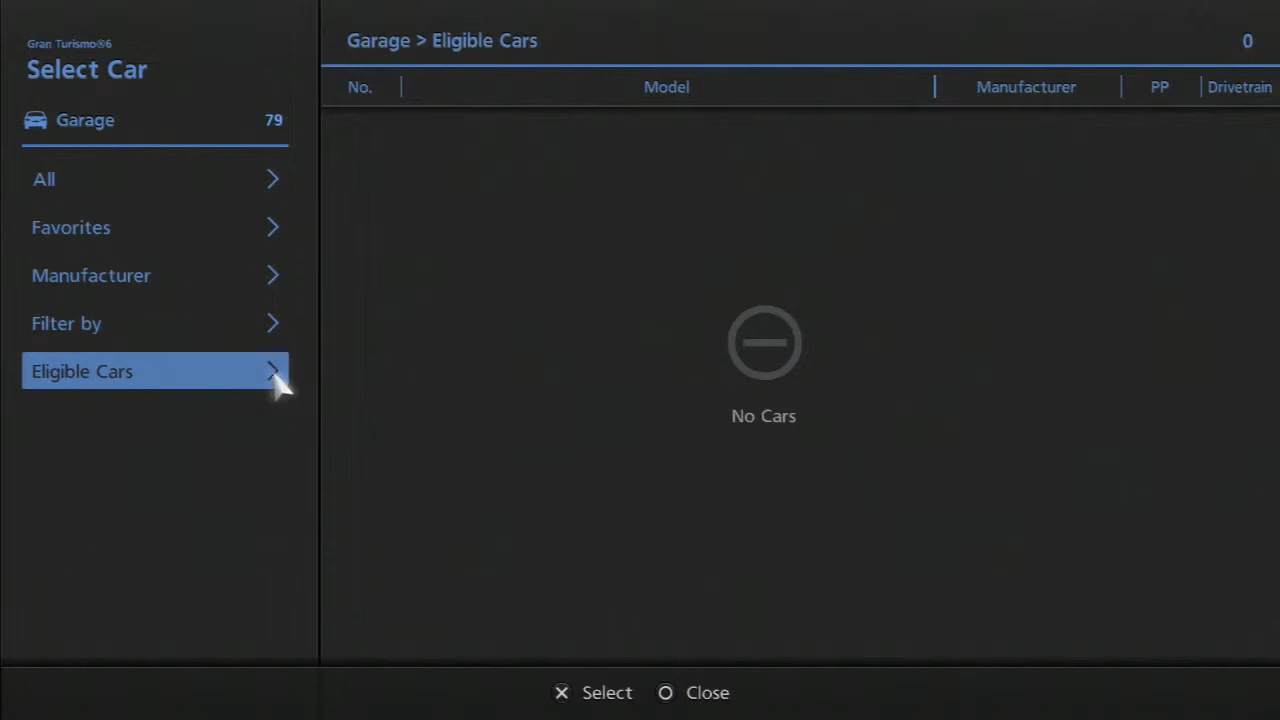 Gran Turismo®6
Select Car
Garage 79
All
Favorites
Manufacturer
Filter by
Eligible Cars
Garage > Eligible Cars 0
No. Model Manufacturer PP Drivetrain
No Cars
Select Close